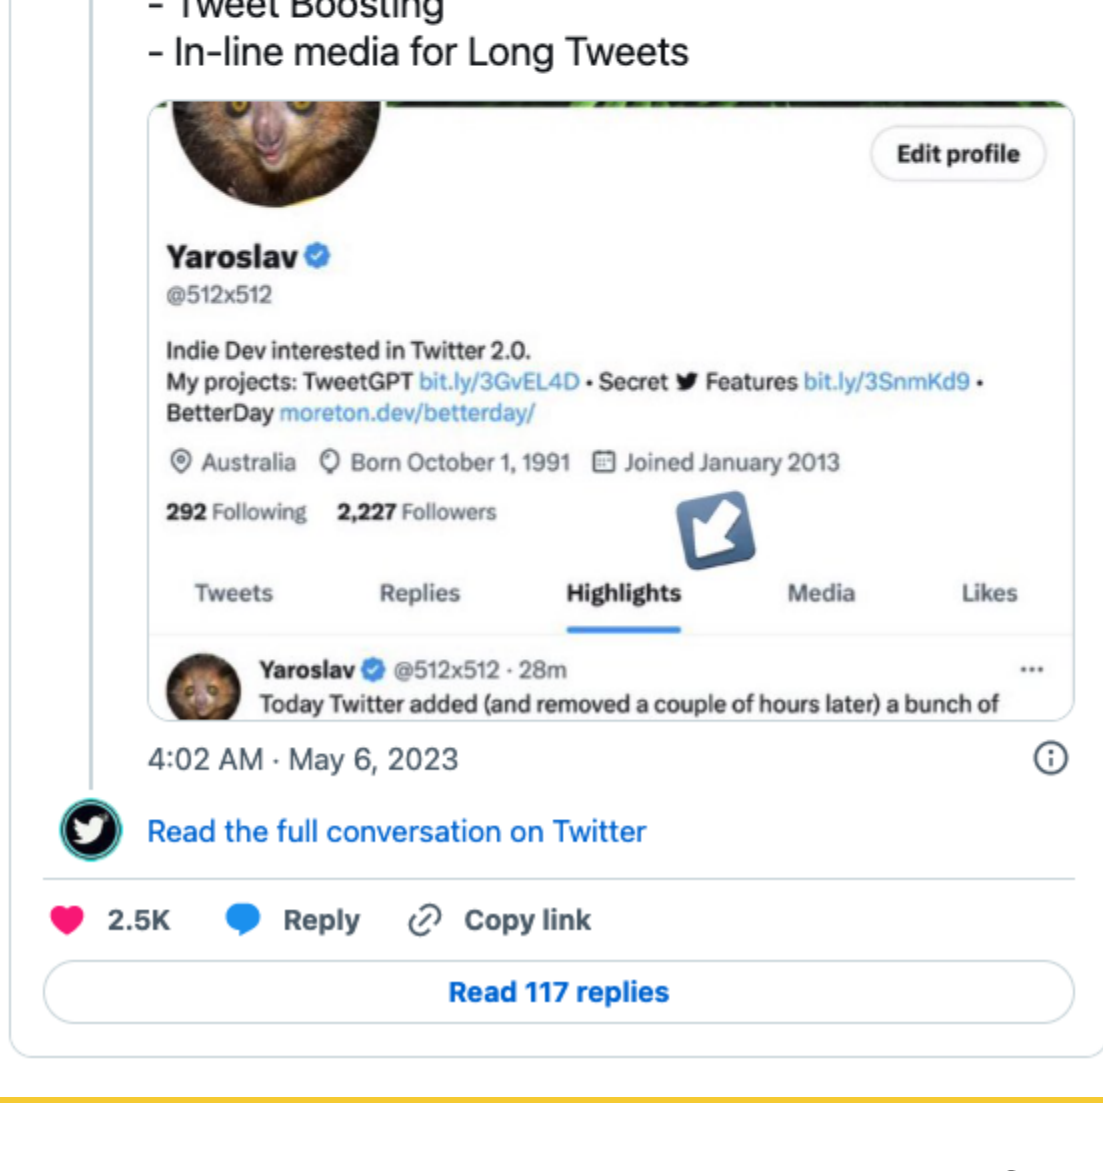 - Tweet Boosting
- In-line media for Long Tweets
Edit profile
Yaroslav
@512x512
Indie Dev interested in Twitter 2.0.
My projects: TweetGPT bit.ly/3GvEL4D • Secret Features bit.ly/3SnmKd9 •
BetterDay moreton.dev/betterday/
Australia Born October 1, 1991 Joined January 2013
292 Following 2,227 Followers
Tweets Replies Highlights Media Likes
Yaroslav @512x512 · 28m
Today Twitter added (and removed a couple of hours later) a bunch of
4:02 AM · May 6, 2023
Read the full conversation on Twitter
2.5K Reply Copy link
Read 117 replies